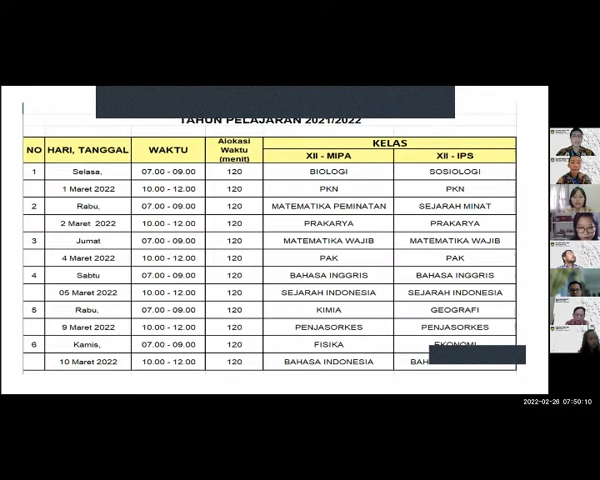 TAHUN PELAJARAN 2021/2022
NO HARI, TANGGAL WAKTU Alokasi Waktu (menit) KELAS
XII - MIPA XII - IPS
1 Selasa, 07.00 - 09.00 120 BIOLOGI SOSIOLOGI
1 Maret 2022 10.00 - 12.00 120 PKN PKN
2 Rabu, 07.00 - 09.00 120 MATEMATIKA PEMINATAN SEJARAH MINAT
2 Maret 2022 10.00 - 12.00 120 PRAKARYA PRAKARYA
3 Jumat 07.00 - 09.00 120 MATEMATIKA WAJIB MATEMATIKA WAJIB
4 Maret 2022 10.00 - 12.00 120 PAK PAK
4 Sabtu 07.00 - 09.00 120 BAHASA INGGRIS BAHASA INGGRIS
05 Maret 2022 10.00 - 12.00 120 SEJARAH INDONESIA SEJARAH INDONESIA
5 Rabu, 07.00 - 09.00 120 KIMIA GEOGRAFI
9 Maret 2022 10.00 - 12.00 120 PENJASORKES PENJASORKES
6 Kamis, 07.00 - 09.00 120 FISIKA EKONOMI
10 Maret 2022 10.00 - 12.00 120 BAHASA INDONESIA BAH
2022-02-26 07:50:10